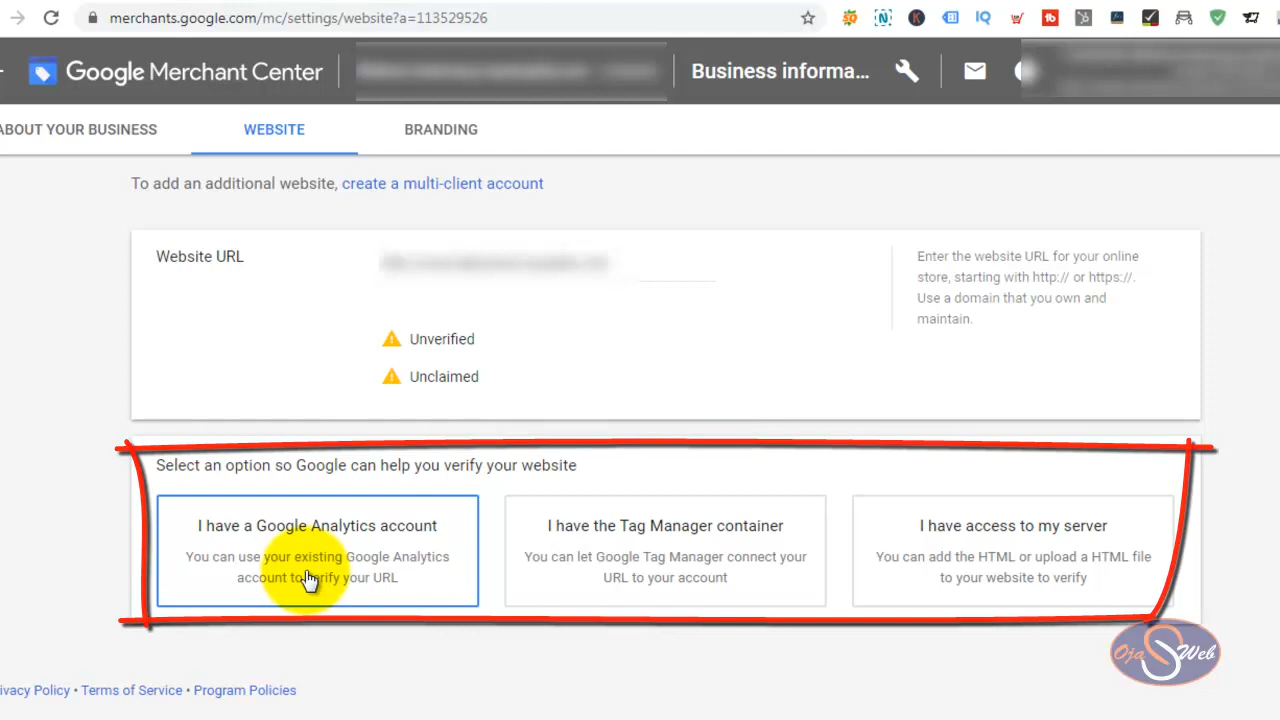 merchants.google.com/mc/settings/website?a=113529526
Google Merchant Center
Business informa...
ABOUT YOUR BUSINESS
WEBSITE
BRANDING
To add an additional website, create a multi-client account
Website URL
Enter the website URL for your online
store, starting with http:// or https://.
Use a domain that you own and
maintain.
Unverified
Unclaimed
Select an option so Google can help you verify your website
I have a Google Analytics account
You can use your existing Google Analytics
account to verify your URL
I have the Tag Manager container
You can let Google Tag Manager connect your
URL to your account
I have access to my server
You can add the HTML or upload a HTML file
to your website to verify
Oja S Web
ivacy Policy • Terms of Service • Program Policies